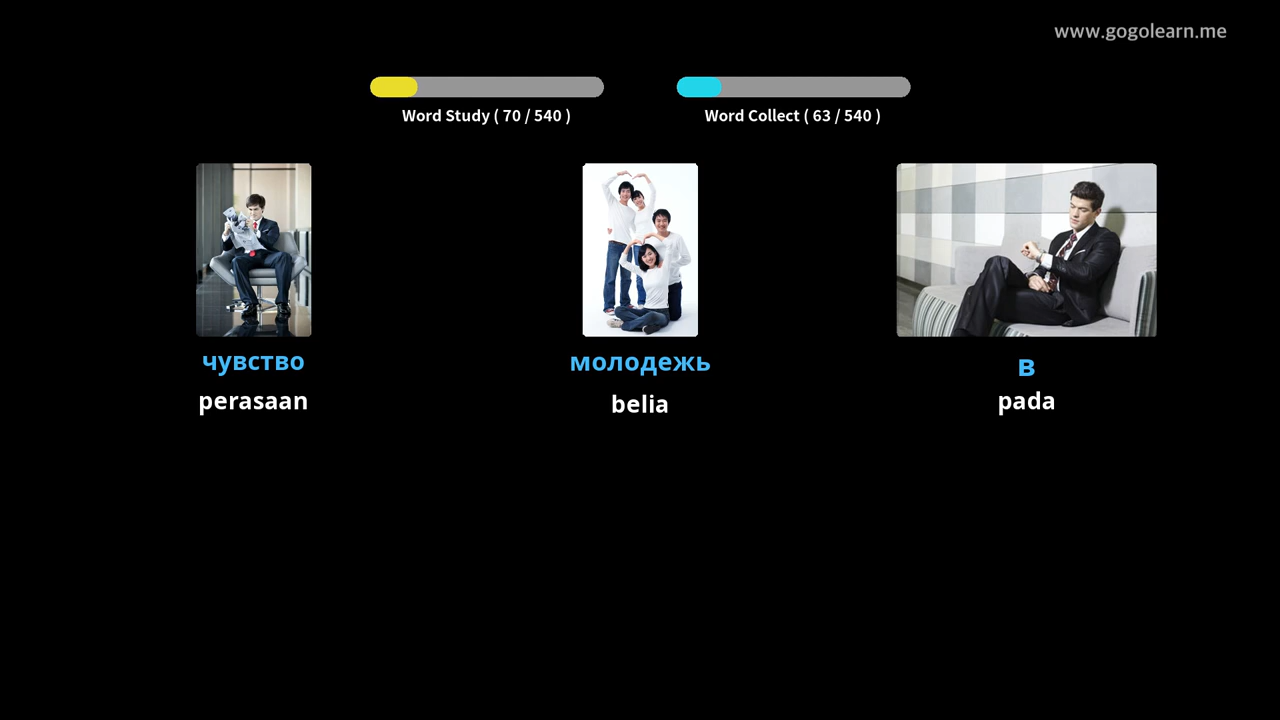 www.gogolearn.me
Word Study ( 70 / 540 )
Word Collect ( 63 / 540 )
чувство
perasaan
молодежь
belia
в
pada